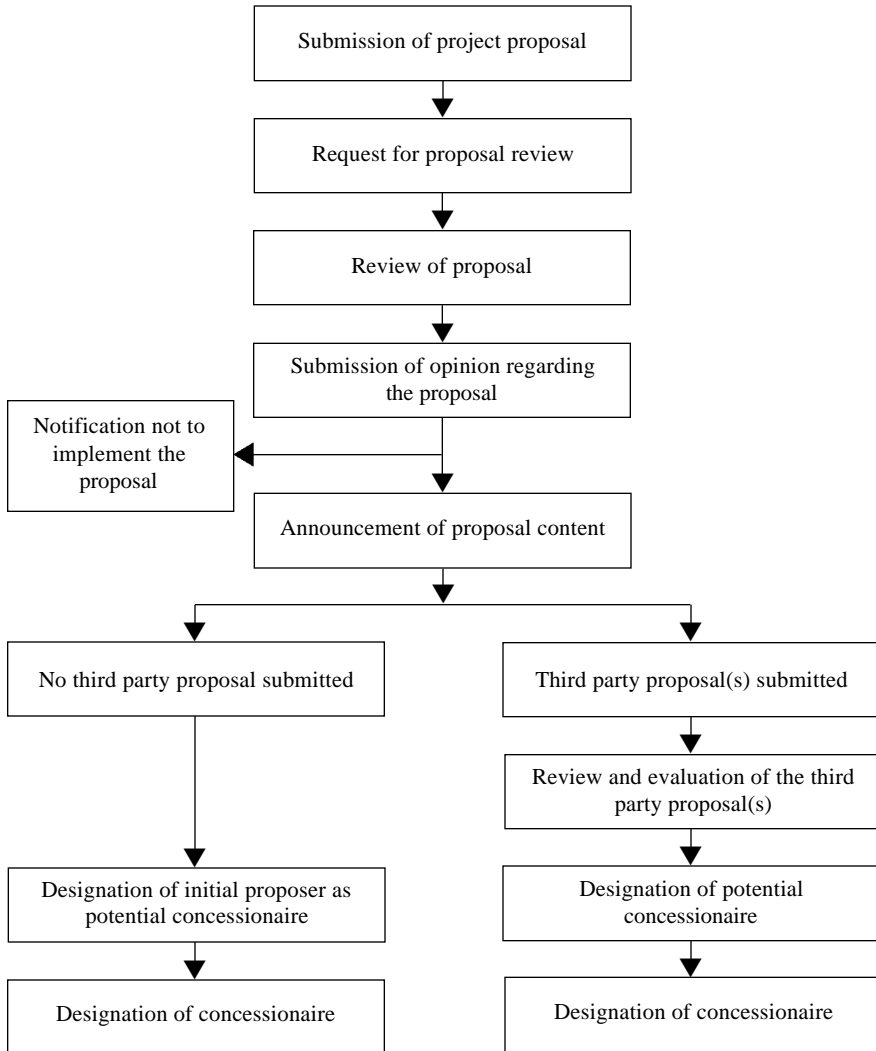 Submission of project proposal
Request for proposal review
Review of proposal
Submission of opinion regarding
the proposal
Notification not to
implement the
proposal
Announcement of proposal content
No third party proposal submitted
Third party proposal(s) submitted
Review and evaluation of the third
party proposal(s)
Designation of initial proposer as
potential concessionaire
Designation of potential
concessionaire
Designation of concessionaire
Designation of concessionaire